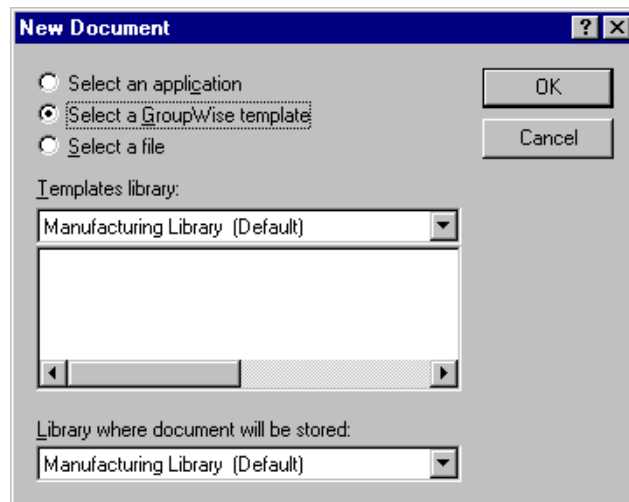 New Document
Select an application
OK
Select a GroupWise template
Select a file
Cancel
Templates library:
Manufacturing Library (Default)
Library where document will be stored:
Manufacturing Library (Default)